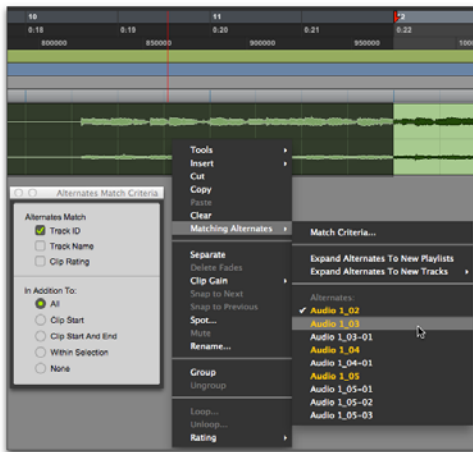 10 11 12
0:18 0:19 0:20 0:21 0:22
800000 850000 900000 950000
Alternates Match Criteria
Alternates Match
Track ID
Track Name
Clip Rating
In Addition To:
All
Clip Start
Clip Start And End
Within Selection
None
Tools
Insert
Cut
Copy
Paste
Clear
Matching Alternates
Separate
Delete Fades
Clip Gain
Snap to Next
Snap to Previous
Spot...
Mute
Rename...
Group
Ungroup
Loop...
Unloop...
Rating
Match Criteria...
Expand Alternates To New Playlists
Expand Alternates To New Tracks
Alternates:
Audio 1_02
Audio 1_03
Audio 1_03-01
Audio 1_04
Audio 1_04-01
Audio 1_05
Audio 1_05-01
Audio 1_05-02
Audio 1_05-03